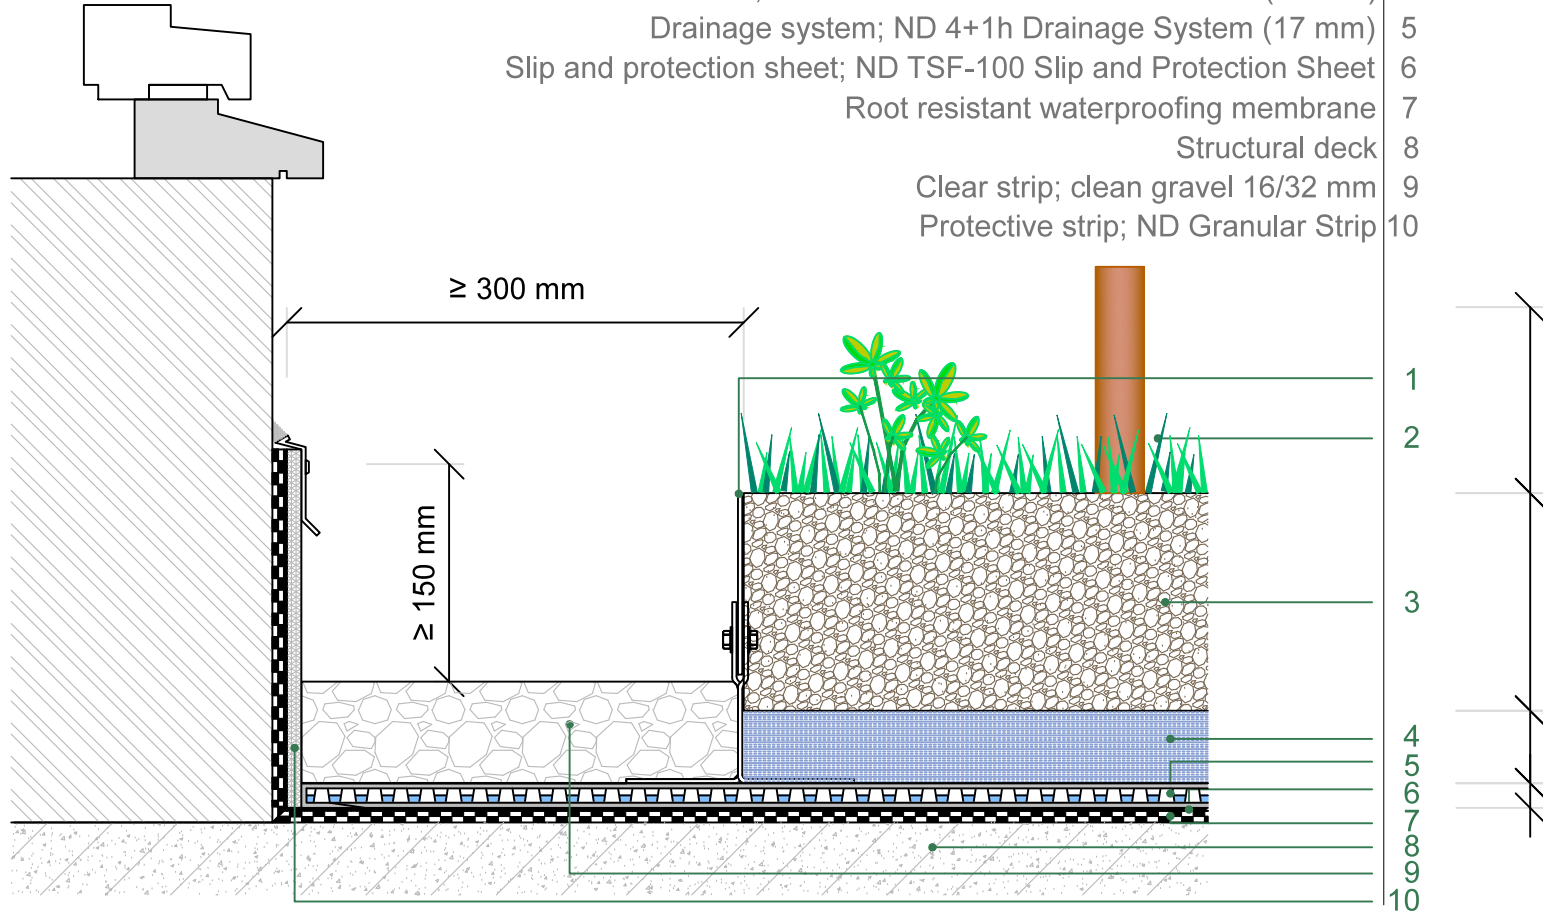 Drainage system; ND 4+1h Drainage System (17 mm) 5
Slip and protection sheet; ND TSF-100 Slip and Protection Sheet 6
Root resistant waterproofing membrane 7
Structural deck 8
Clear strip; clean gravel 16/32 mm 9
Protective strip; ND Granular Strip 10
≥ 300 mm
≥ 150 mm
1
2
3
4
5
6
7
8
9
10